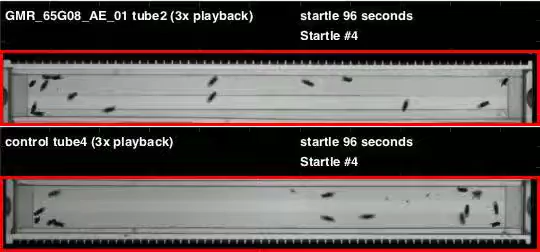 GMR_65G08_AE_01 tube2 (3x playback) startle 96 seconds
Startle #4
control tube4 (3x playback) startle 96 seconds
Startle #4